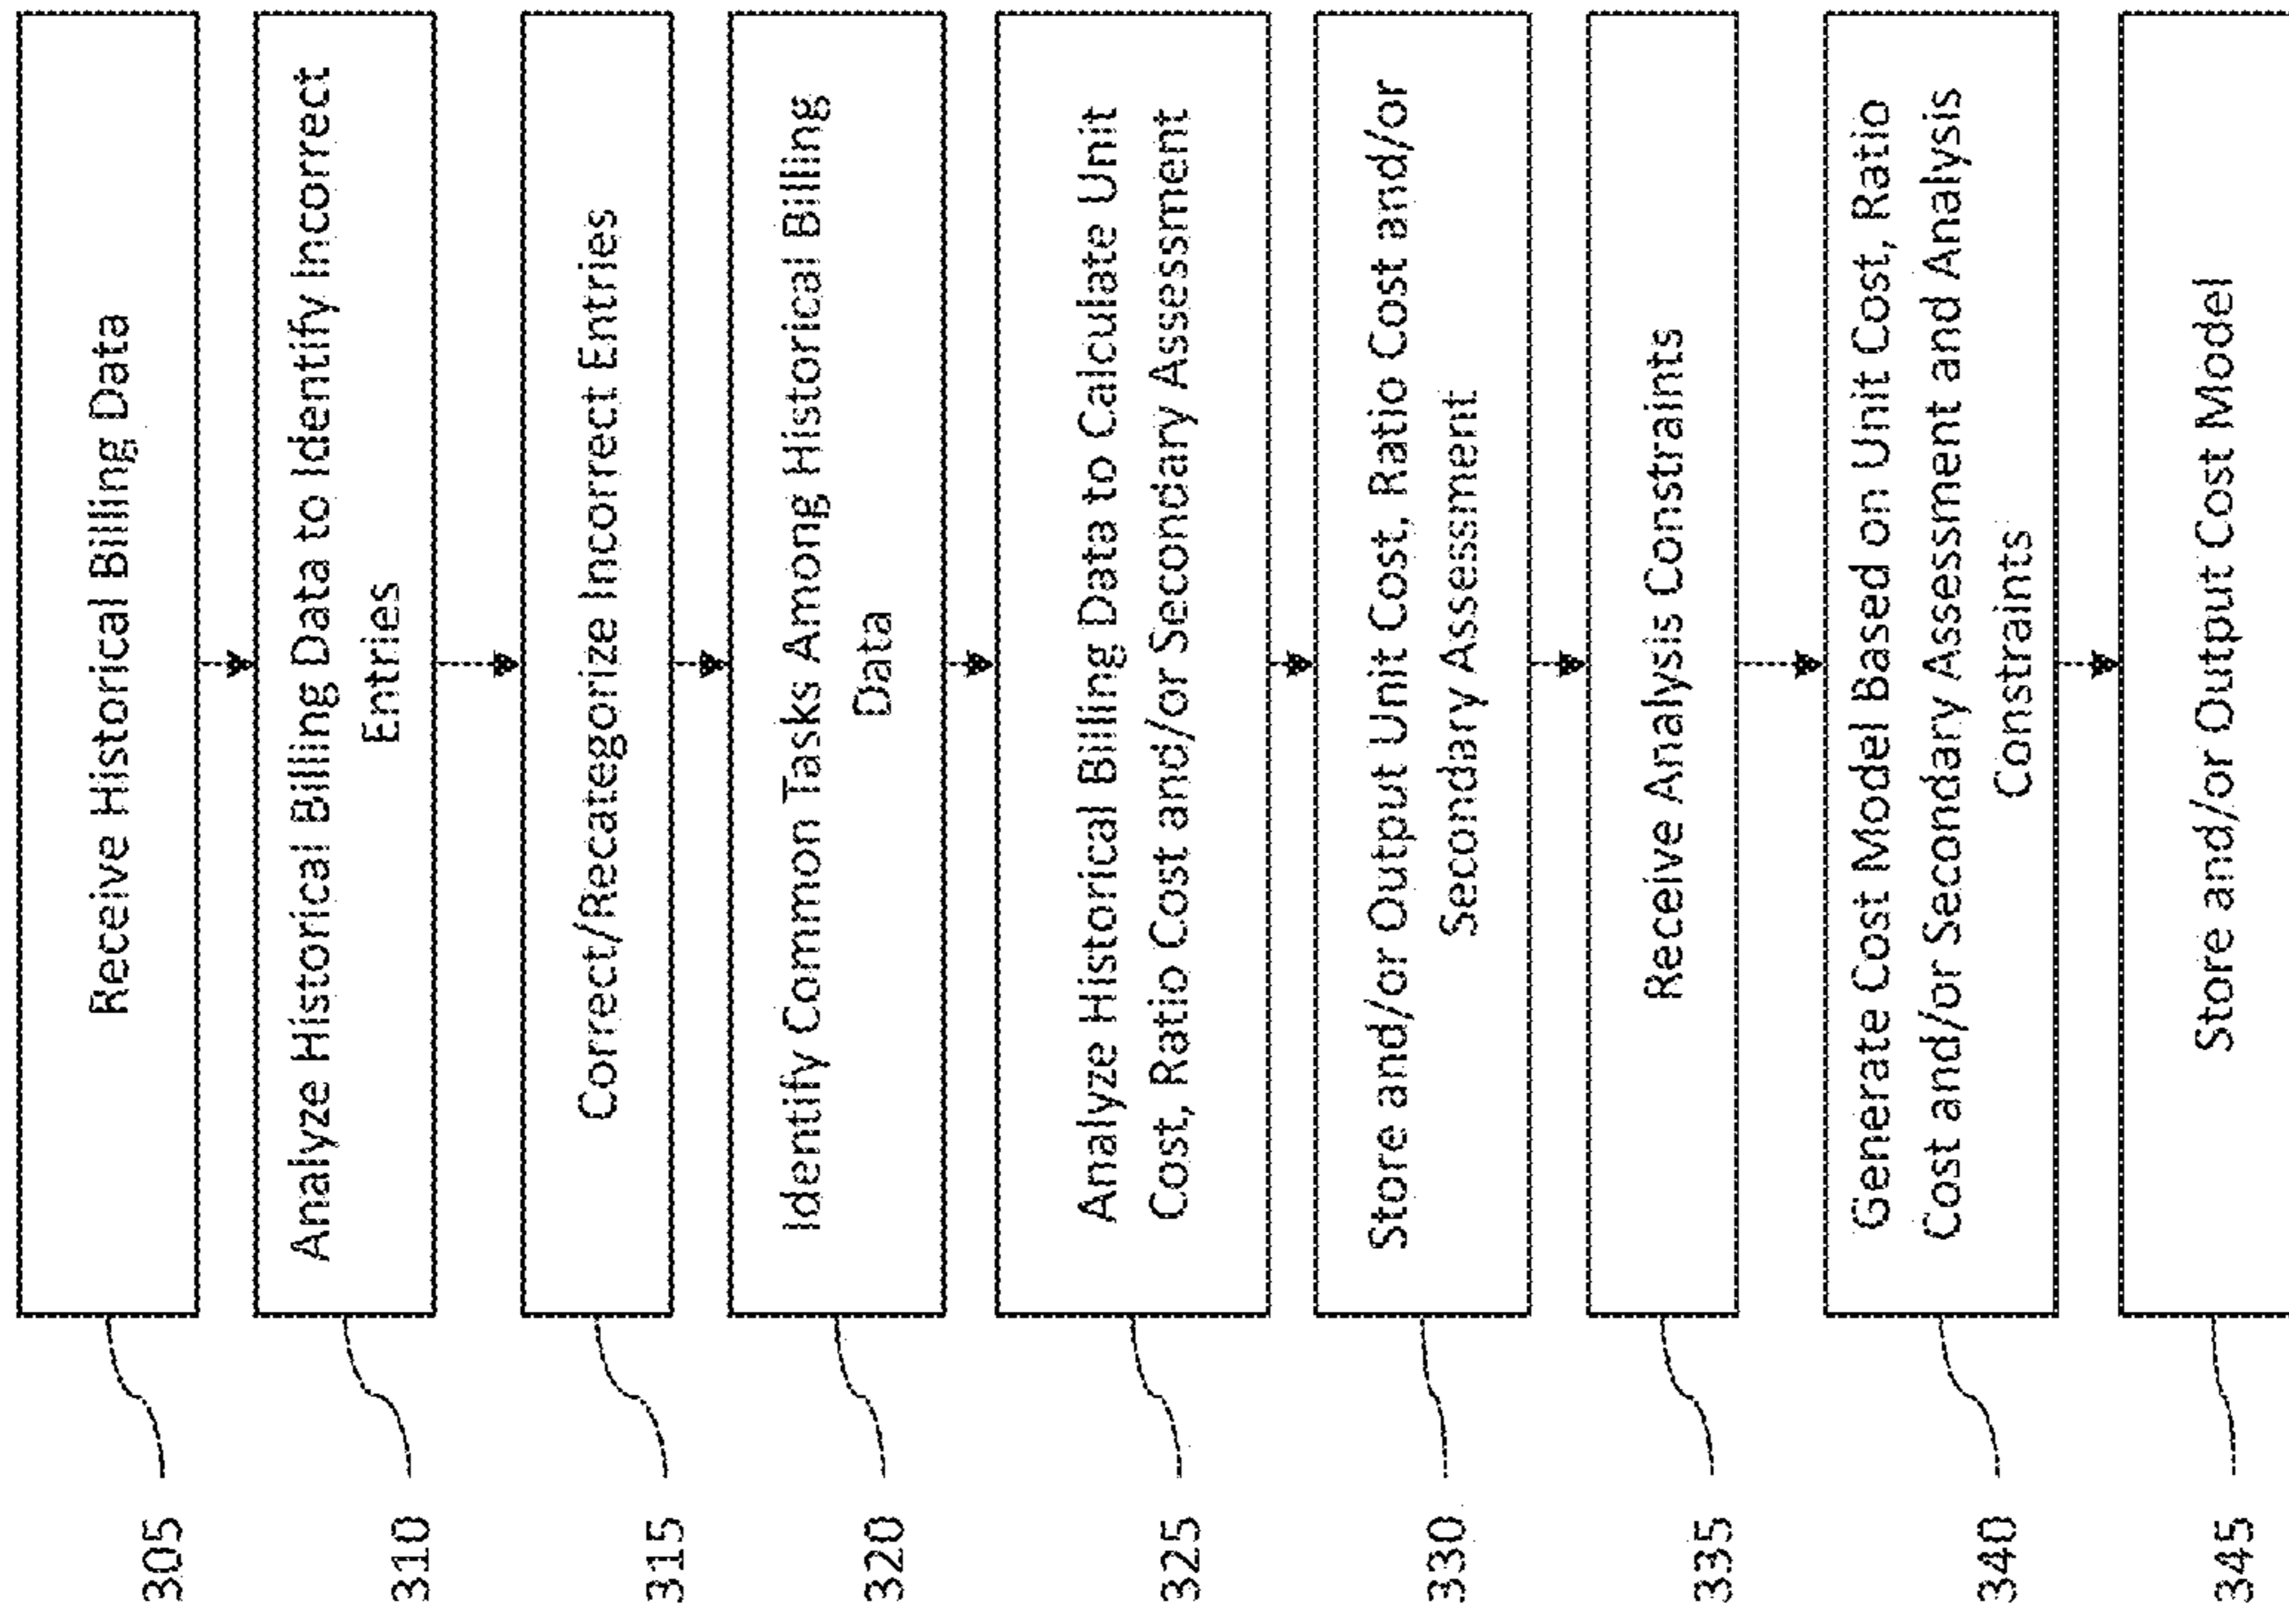 305
Receive Historical Billing Data
310
Analyze Historical Billing Data to Identify Incorrect
Entries
315
Correct/Recategorize Incorrect Entries
320
Identify Common Tasks Among Historical Billing
Data
325
Analyze Historical Billing Data to Calculate Unit
Cost, Ratio Cost and/or Secondary Assessment
330
Store and/or Output Unit Cost, Ratio Cost and/or
Secondary Assessment
335
Receive Analysis Constraints
340
Generate Cost Model Based on Unit Cost, Ratio
Cost and/or Secondary Assessment and Analysis
Constraints
345
Store and/or Output Cost Model